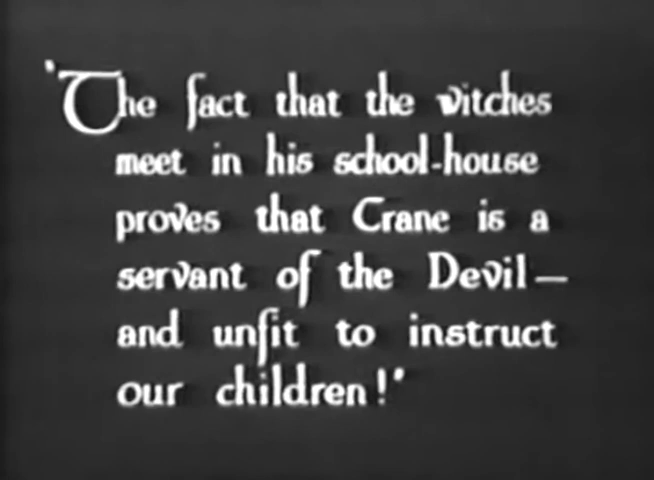 'The fact that the witches
meet in his school-house
proves that Crane is a
servant of the Devil—
and unfit to instruct
our children!'